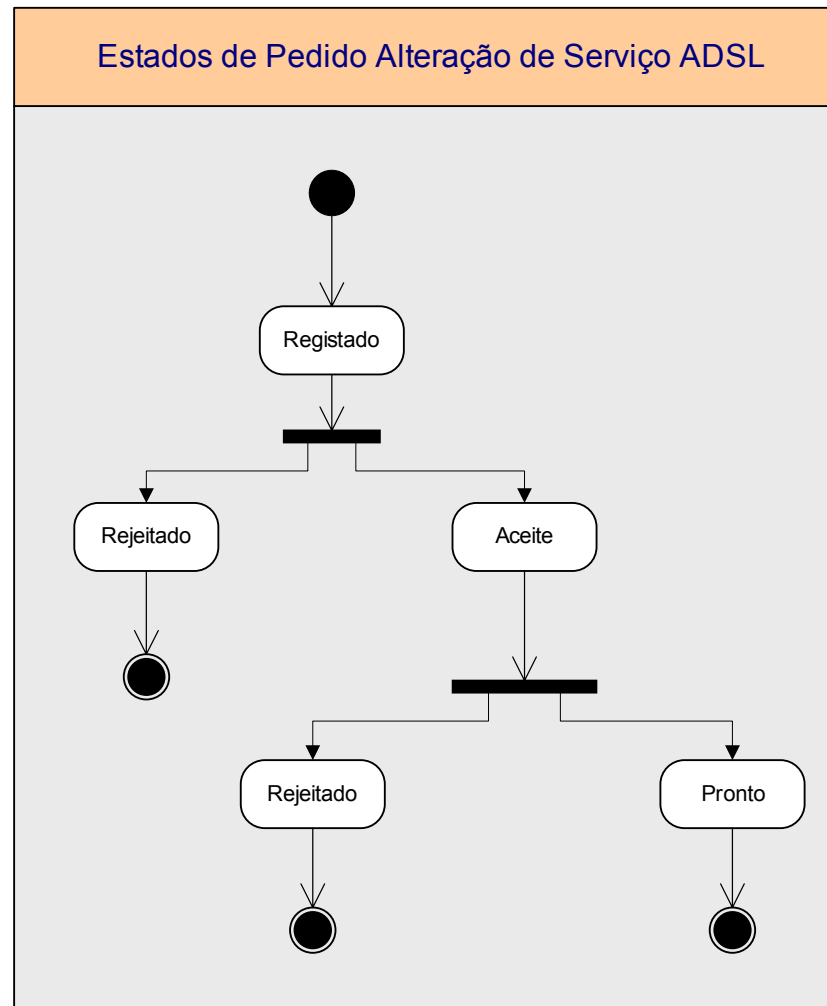 Estados de Pedido Alteração de Serviço ADSL
Registado
Rejeitado
Aceite
Rejeitado
Pronto